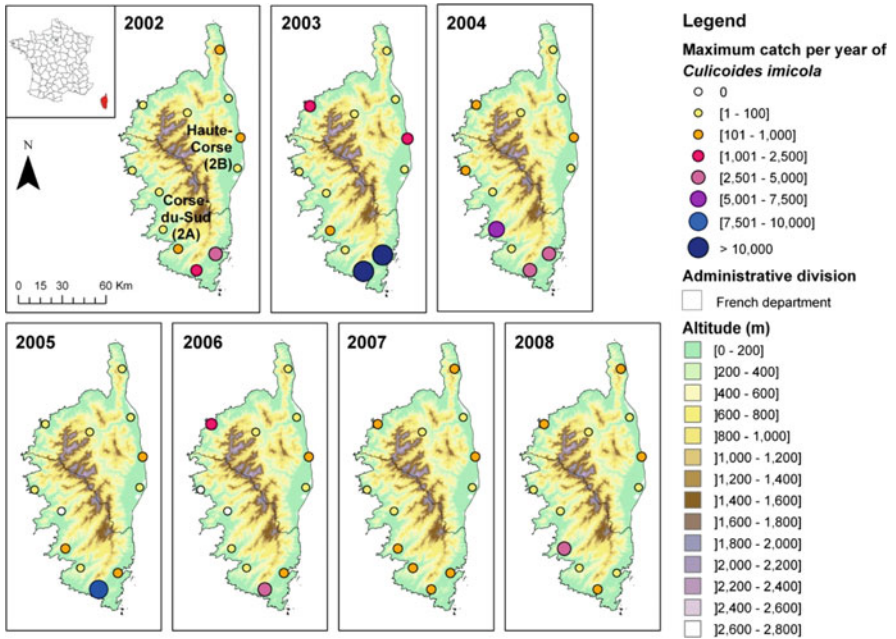 2002
2003
2004
Haute-
Corse
(2B)
Corse-
du-Sud
(2A)
N
0 15 30 60 Km
2005
2006
2007
2008
Legend
Maximum catch per year of
Culicoides imicola
0
[1 - 100]
[101 - 1,000]
[1,001 - 2,500]
[2,501 - 5,000]
[5,001 - 7,500]
[7,501 - 10,000]
> 10,000
Administrative division
French department
Altitude (m)
[0 - 200]
]200 - 400]
]400 - 600]
]600 - 800]
]800 - 1,000]
]1,000 - 1,200]
]1,200 - 1,400]
]1,400 - 1,600]
]1,600 - 1,800]
]1,800 - 2,000]
]2,000 - 2,200]
]2,200 - 2,400]
]2,400 - 2,600]
]2,600 - 2,800]